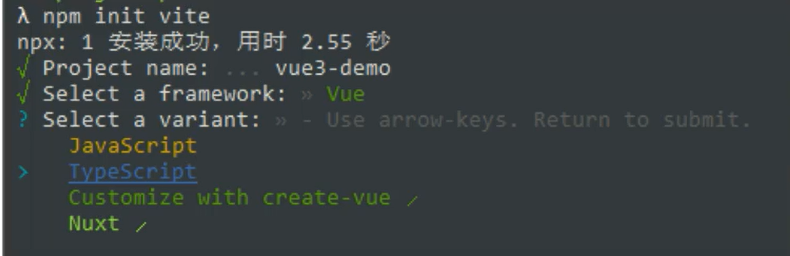 λ npm init vite
npx: 1 安装成功，用时 2.55 秒
√ Project name: ... vue3-demo
√ Select a framework: » Vue
? Select a variant: » - Use arrow-keys. Return to submit.
JavaScript
> TypeScript
Customize with create-vue ↗
Nuxt ↗